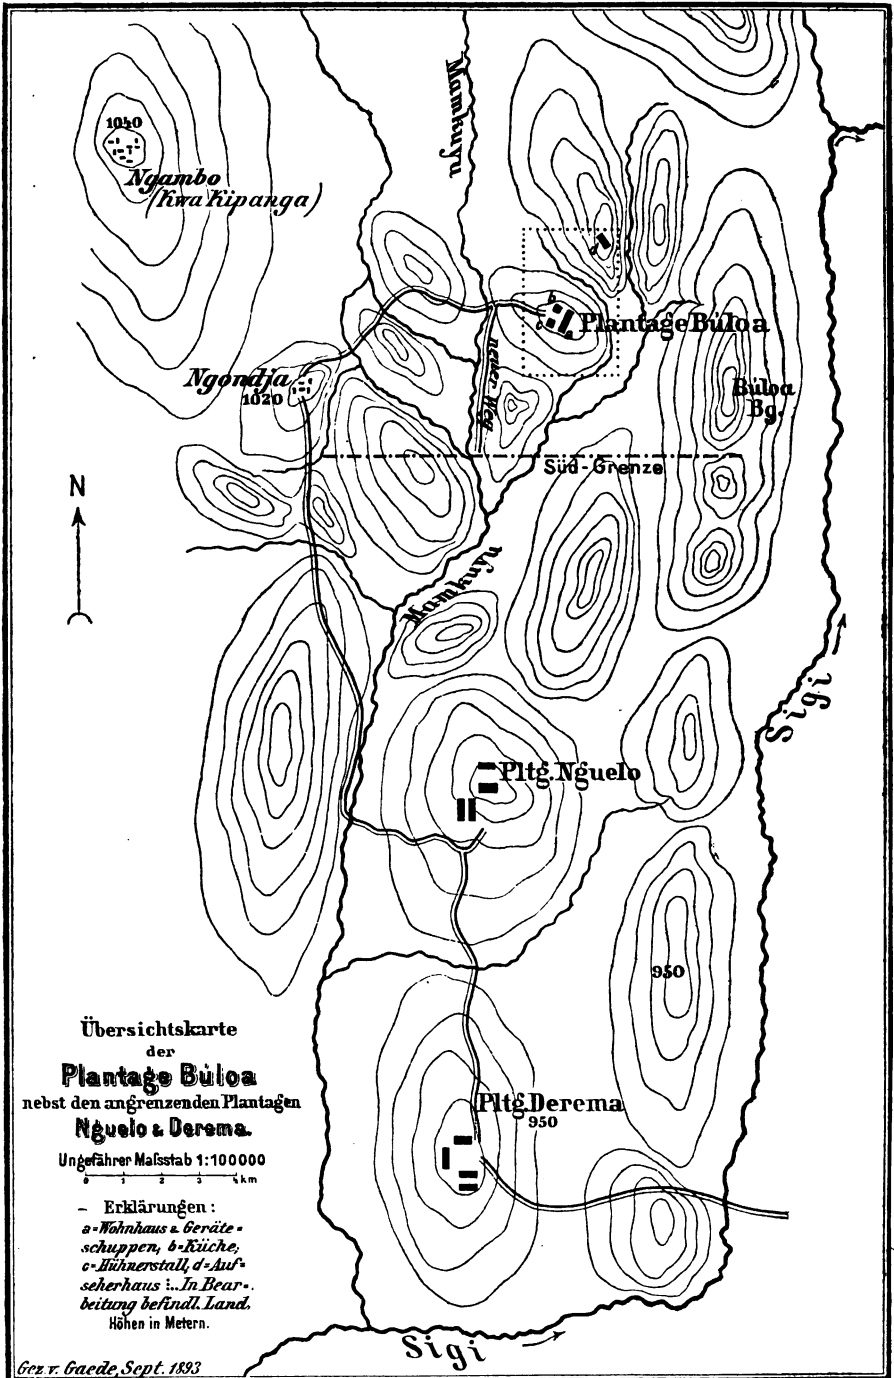 Mamkuyu
1040
Ngambo
(Kwa Kipanga)
d
b
c
a
Plantage Búloa
neuer Weg
Ngondja
1020
Búloa
Bg.
Süd-Grenze
N
Mamkuyu
Sigi
Pltg. Nguelo
950
Übersichtskarte
der
Plantage Búloa
nebst den angrenzenden Plantagen
Nguelo & Derema.
Ungefährer Maſsstab 1:100000
0 1 2 3 4 km
Pltg. Derema
950
– Erklärungen:
a=Wohnhaus & Geräte=
schuppen, b=Küche,
c=Hühnerstall, d=Auf=
seherhaus :... In Bear=
beitung befindl. Land.
Höhen in Metern.
Sigi
Gez v. Gaede, Sept. 1893